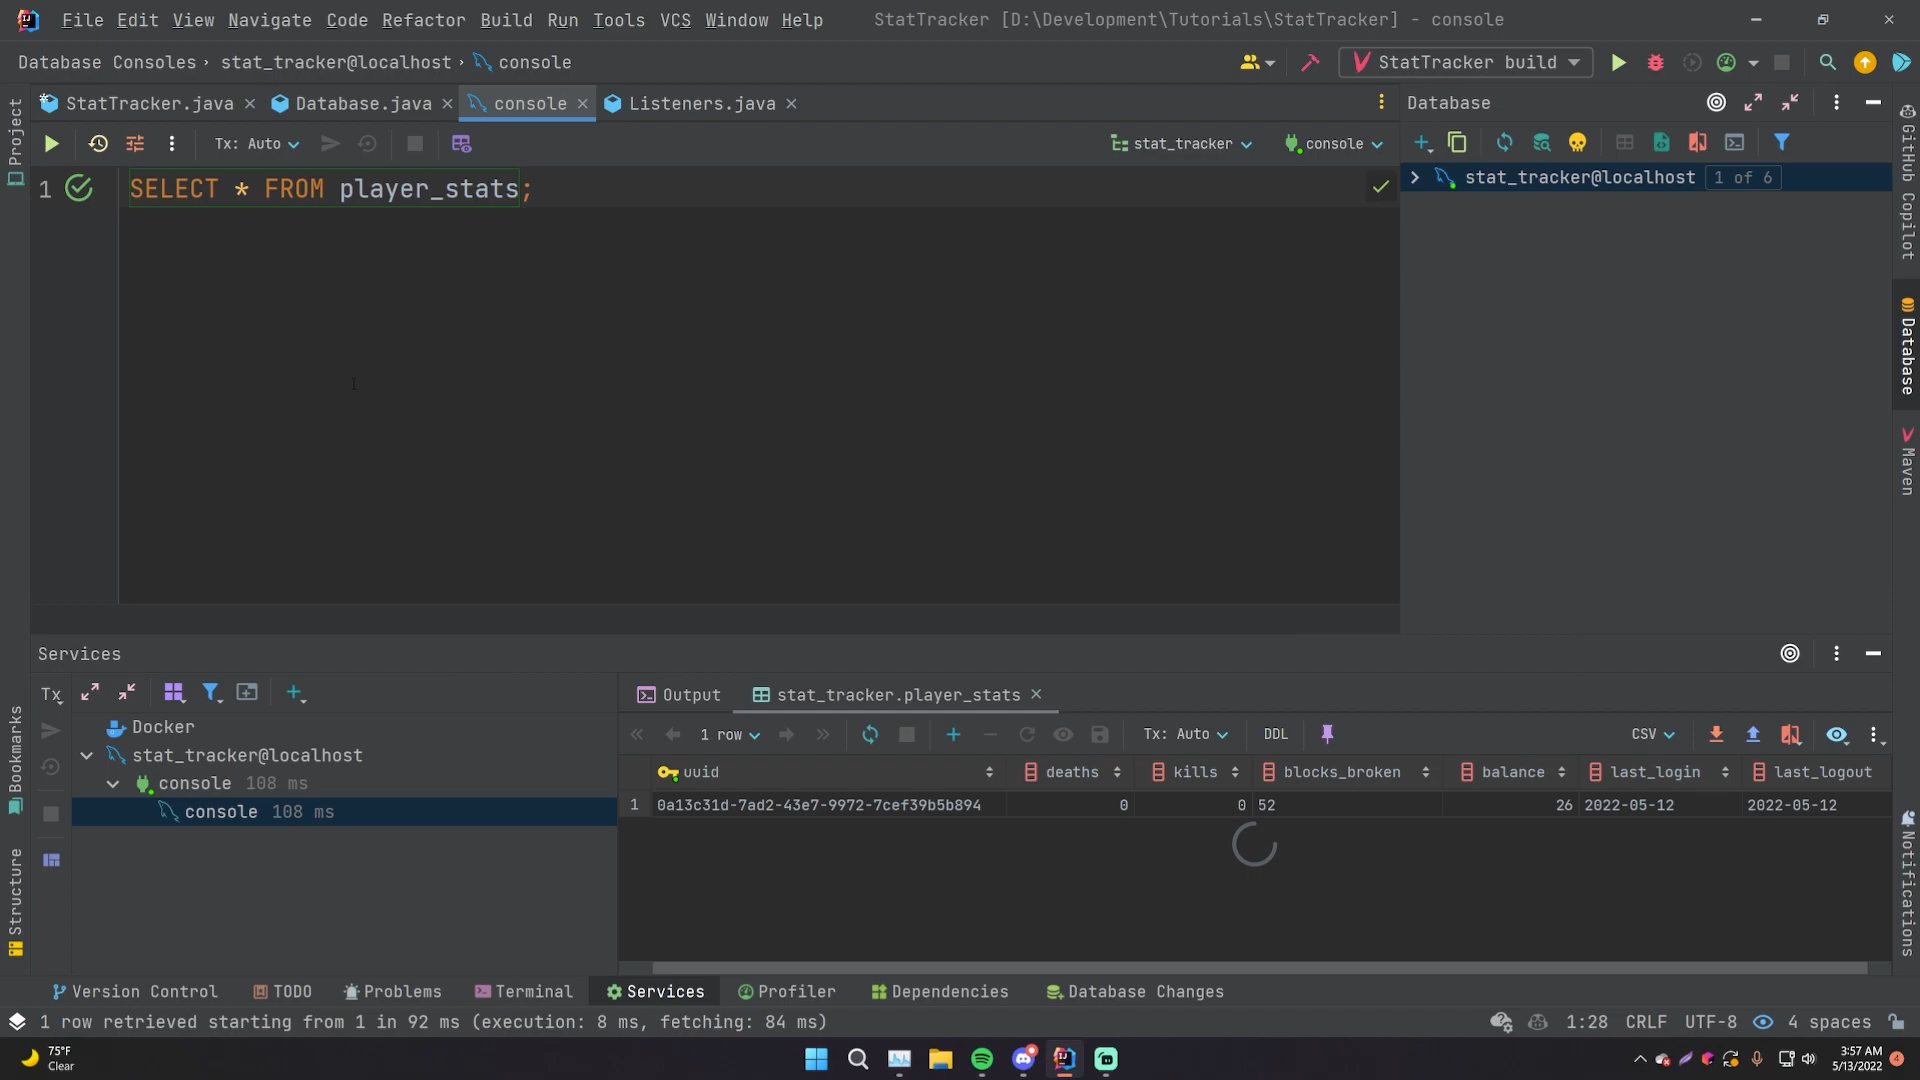 File Edit View Navigate Code Refactor Build Run Tools VCS Window Help StatTracker [D:\Development\Tutorials\StatTracker] - console
Database Consoles › stat_tracker@localhost › console StatTracker build
StatTracker.java Database.java console Listeners.java Database
Tx: Auto stat_tracker console
1 SELECT * FROM player_stats;
stat_tracker@localhost 1 of 6
Project
Bookmarks
Structure
GitHub Copilot
Database
Maven
Notifications
Services
Tx Output stat_tracker.player_stats
Docker
stat_tracker@localhost
console 108 ms
console 108 ms
1 row Tx: Auto DDL CSV
uuid deaths kills blocks_broken balance last_login last_logout
1 0a13c31d-7ad2-43e7-9972-7cef39b5b894 0 0 52 26 2022-05-12 2022-05-12
Version Control TODO Problems Terminal Services Profiler Dependencies Database Changes
1 row retrieved starting from 1 in 92 ms (execution: 8 ms, fetching: 84 ms) 1:28 CRLF UTF-8 4 spaces
75°F
Clear
3:57 AM
5/13/2022
4